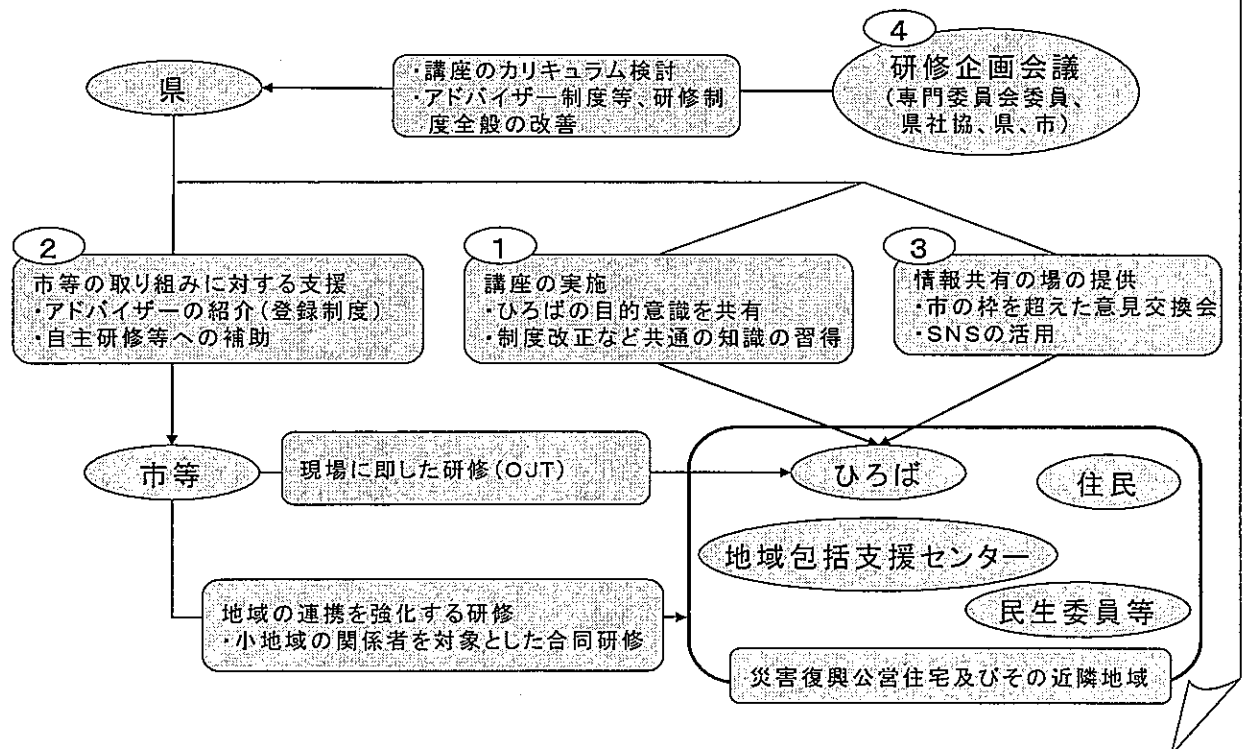 4
研修企画会議
(専門委員会委員、
県社協、県、市)
・講座のカリキュラム検討
・アドバイザー制度等、研修制
度全般の改善
県
2
市等の取り組みに対する支援
・アドバイザーの紹介(登録制度)
・自主研修等への補助
1
講座の実施
・ひろばの目的意識を共有
・制度改正など共通の知識の習得
3
情報共有の場の提供
・市の枠を超えた意見交換会
・SNSの活用
市等
現場に即した研修(OJT)
ひろば
住民
地域包括支援センター
民生委員等
地域の連携を強化する研修
・小地域の関係者を対象とした合同研修
災害復興公営住宅及びその近隣地域